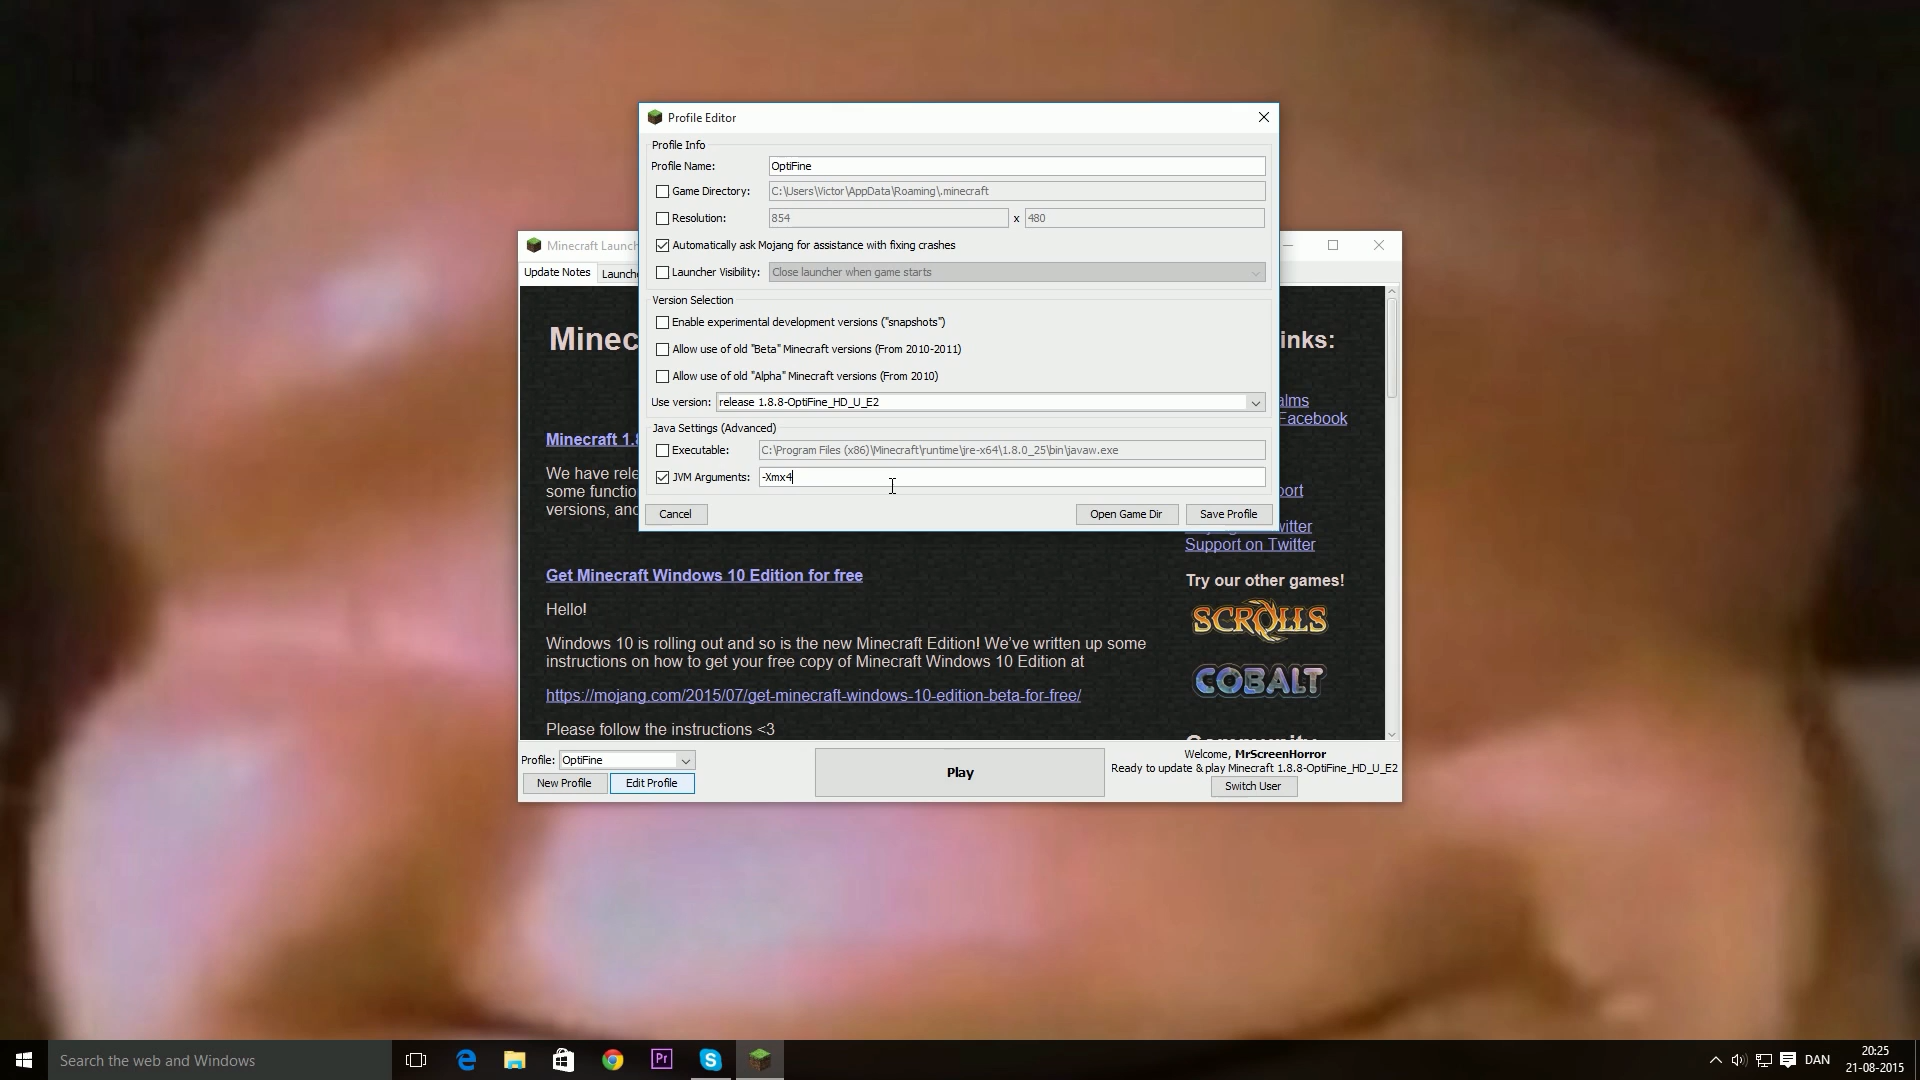 Profile Editor
Profile Info
Profile Name: OptiFine
Game Directory: C:\Users\Victor\AppData\Roaming\.minecraft
Resolution: 854 x 480
Automatically ask Mojang for assistance with fixing crashes
Launcher Visibility: Close launcher when game starts
Version Selection
Enable experimental development versions ("snapshots")
Allow use of old "Beta" Minecraft versions (From 2010-2011)
Allow use of old "Alpha" Minecraft versions (From 2010)
Use version: release 1.8.8-OptiFine_HD_U_E2
Java Settings (Advanced)
Executable: C:\Program Files (x86)\Minecraft\runtime\jre-x64\1.8.0_25\bin\javaw.exe
JVM Arguments: -Xmx4
Cancel Open Game Dir Save Profile
Minecraft Launch
Update Notes Launche
Minec
inks:
alms
Facebook
Minecraft 1.8
We have rele
some functio
versions, and
port
witter
Support on Twitter
Get Minecraft Windows 10 Edition for free
Hello!
Windows 10 is rolling out and so is the new Minecraft Edition! We've written up some
instructions on how to get your free copy of Minecraft Windows 10 Edition at
https://mojang.com/2015/07/get-minecraft-windows-10-edition-beta-for-free/
Please follow the instructions <3
Try our other games!
SCROLLS
COBALT
Community
Profile: OptiFine
New Profile Edit Profile
Play
Welcome, MrScreenHorror
Ready to update & play Minecraft 1.8.8-OptiFine_HD_U_E2
Switch User
Search the web and Windows
Pr
DAN
20:25
21-08-2015